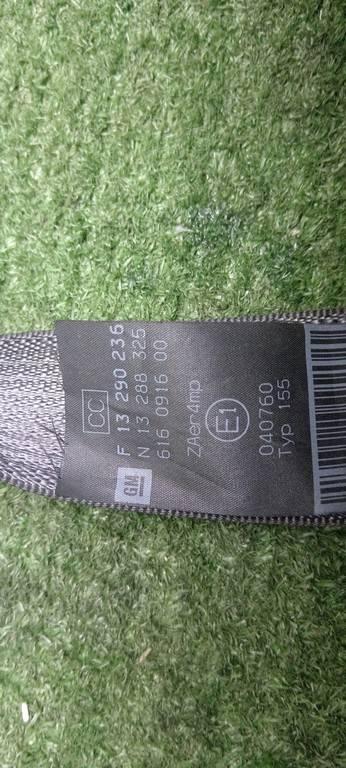 CC
F 13 290 236
N 13 288 325
GM 616 0916 00
ZAer4mp
E1
040760
Typ 155